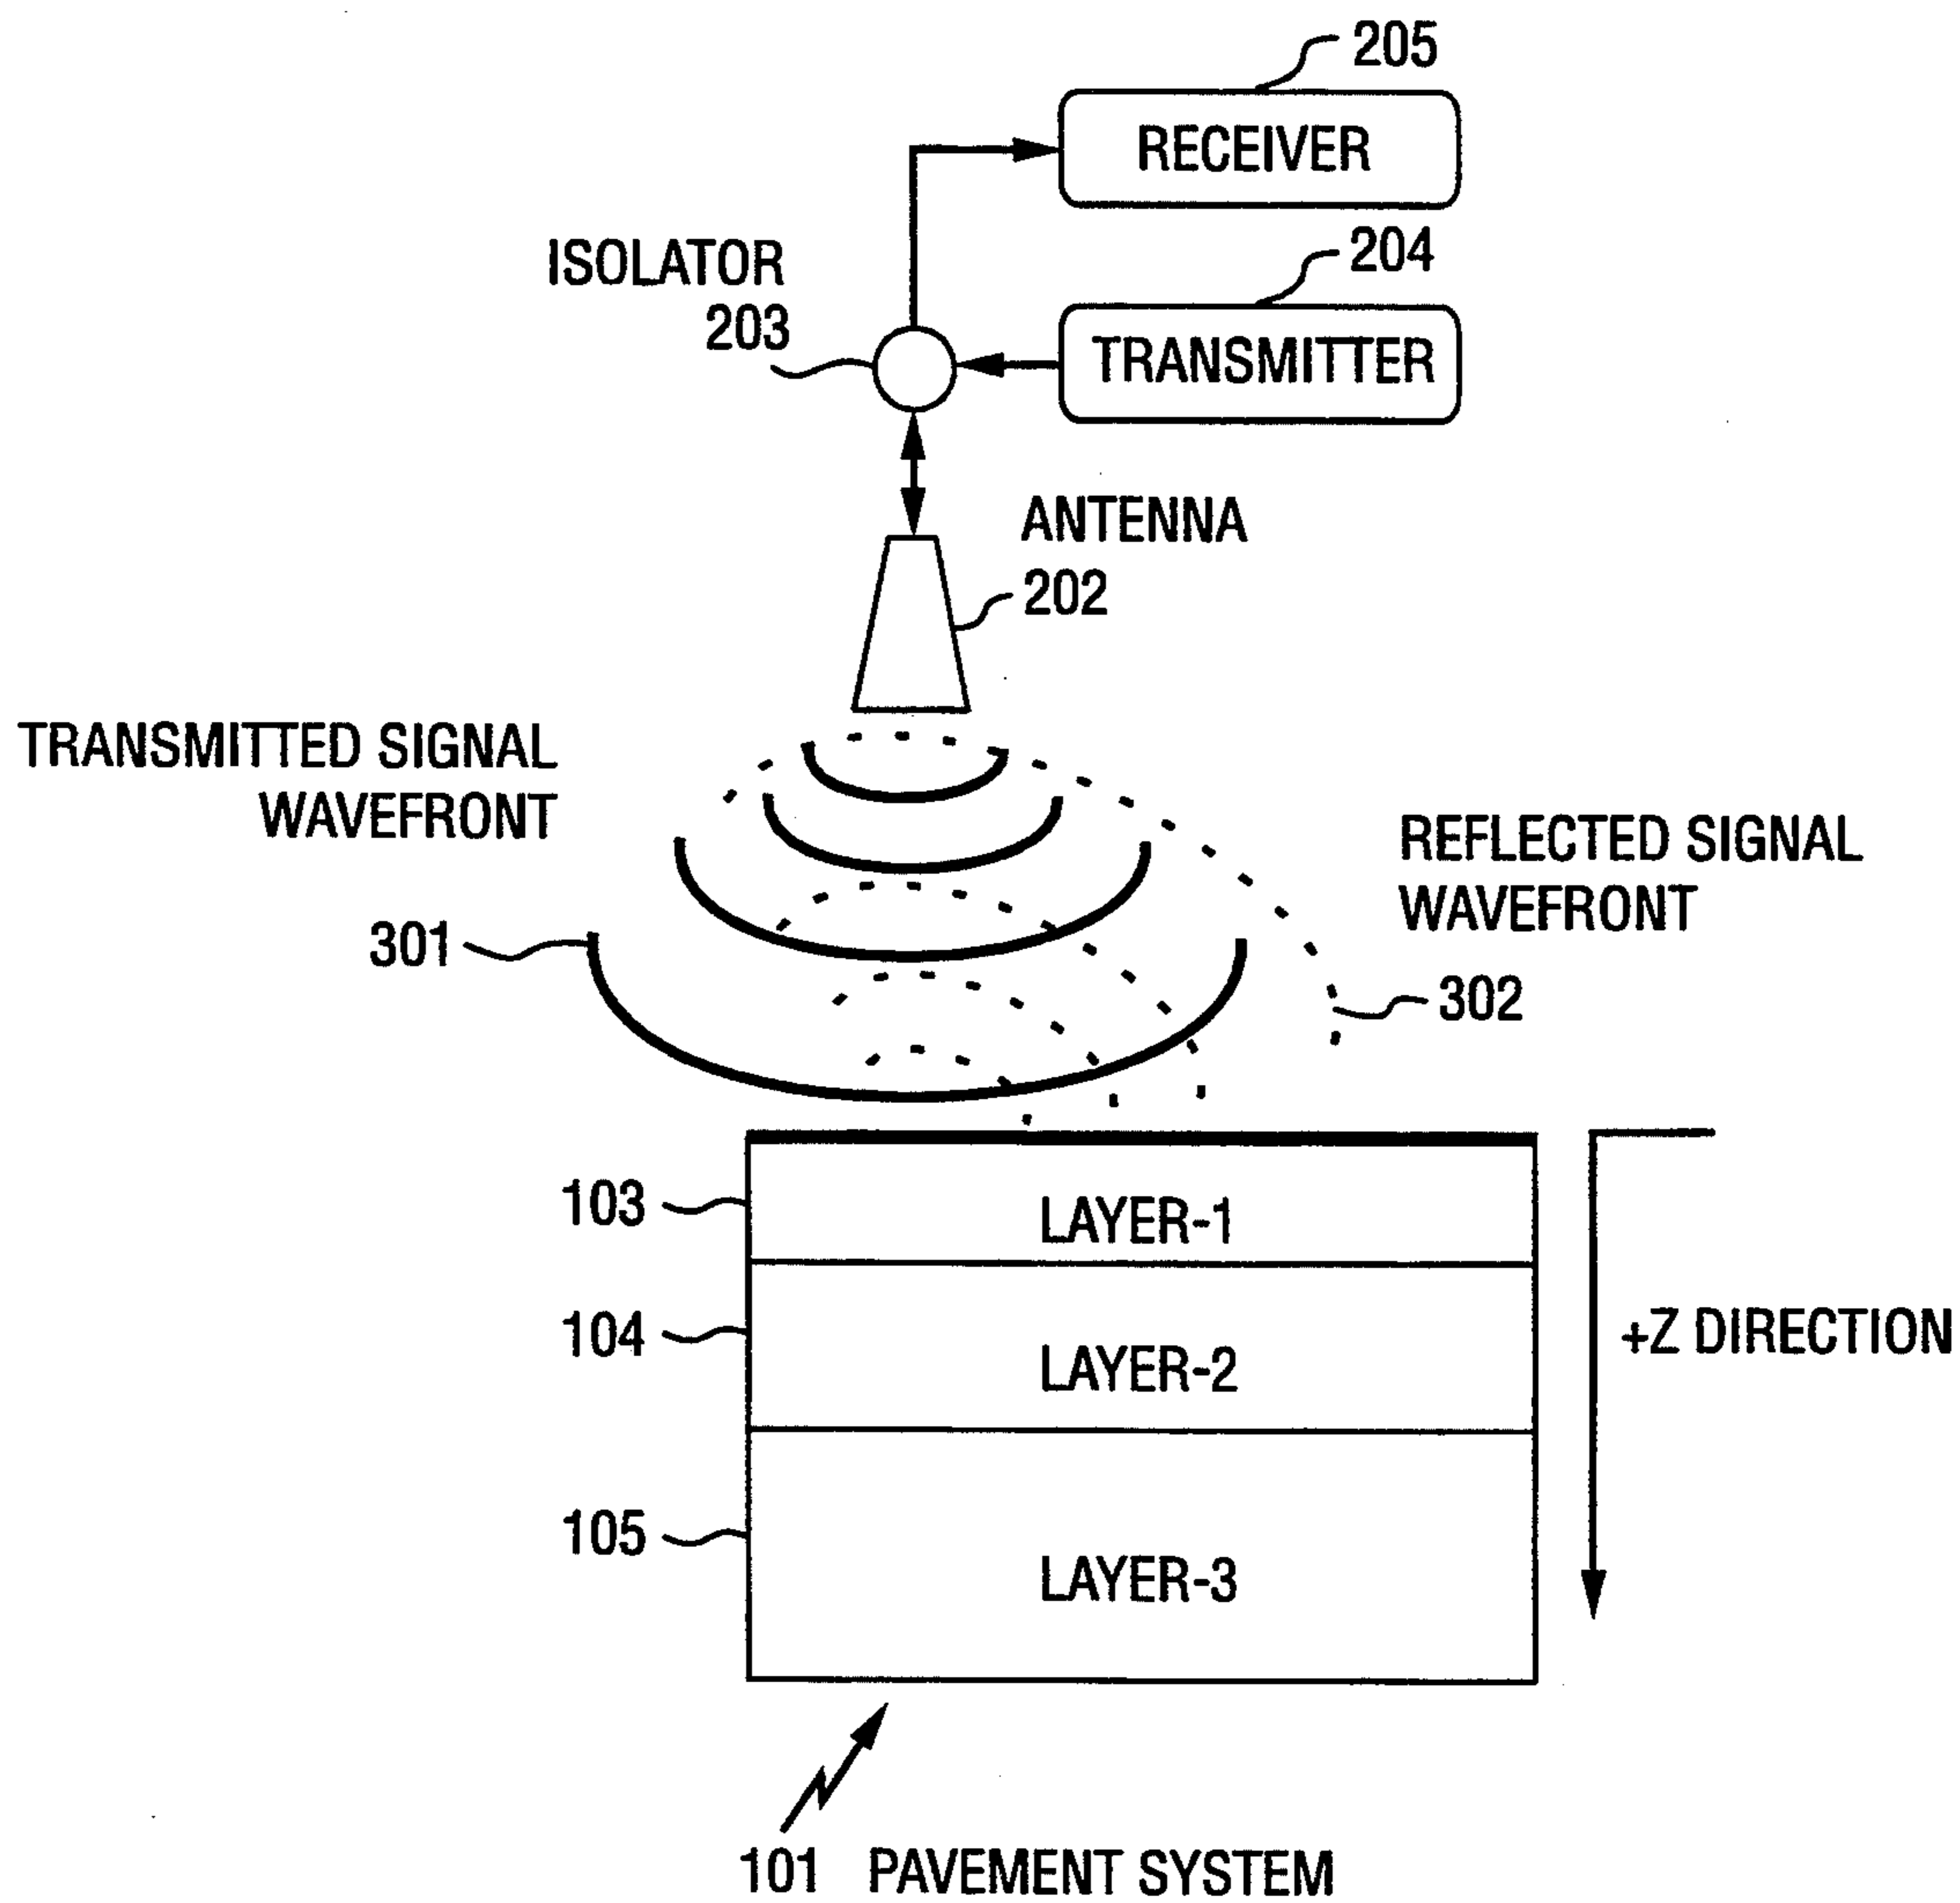 205
RECEIVER
204
ISOLATOR
203
TRANSMITTER
ANTENNA
202
TRANSMITTED SIGNAL
WAVEFRONT
REFLECTED SIGNAL
WAVEFRONT
301
302
103
LAYER-1
104
LAYER-2
+Z DIRECTION
105
LAYER-3
101 PAVEMENT SYSTEM